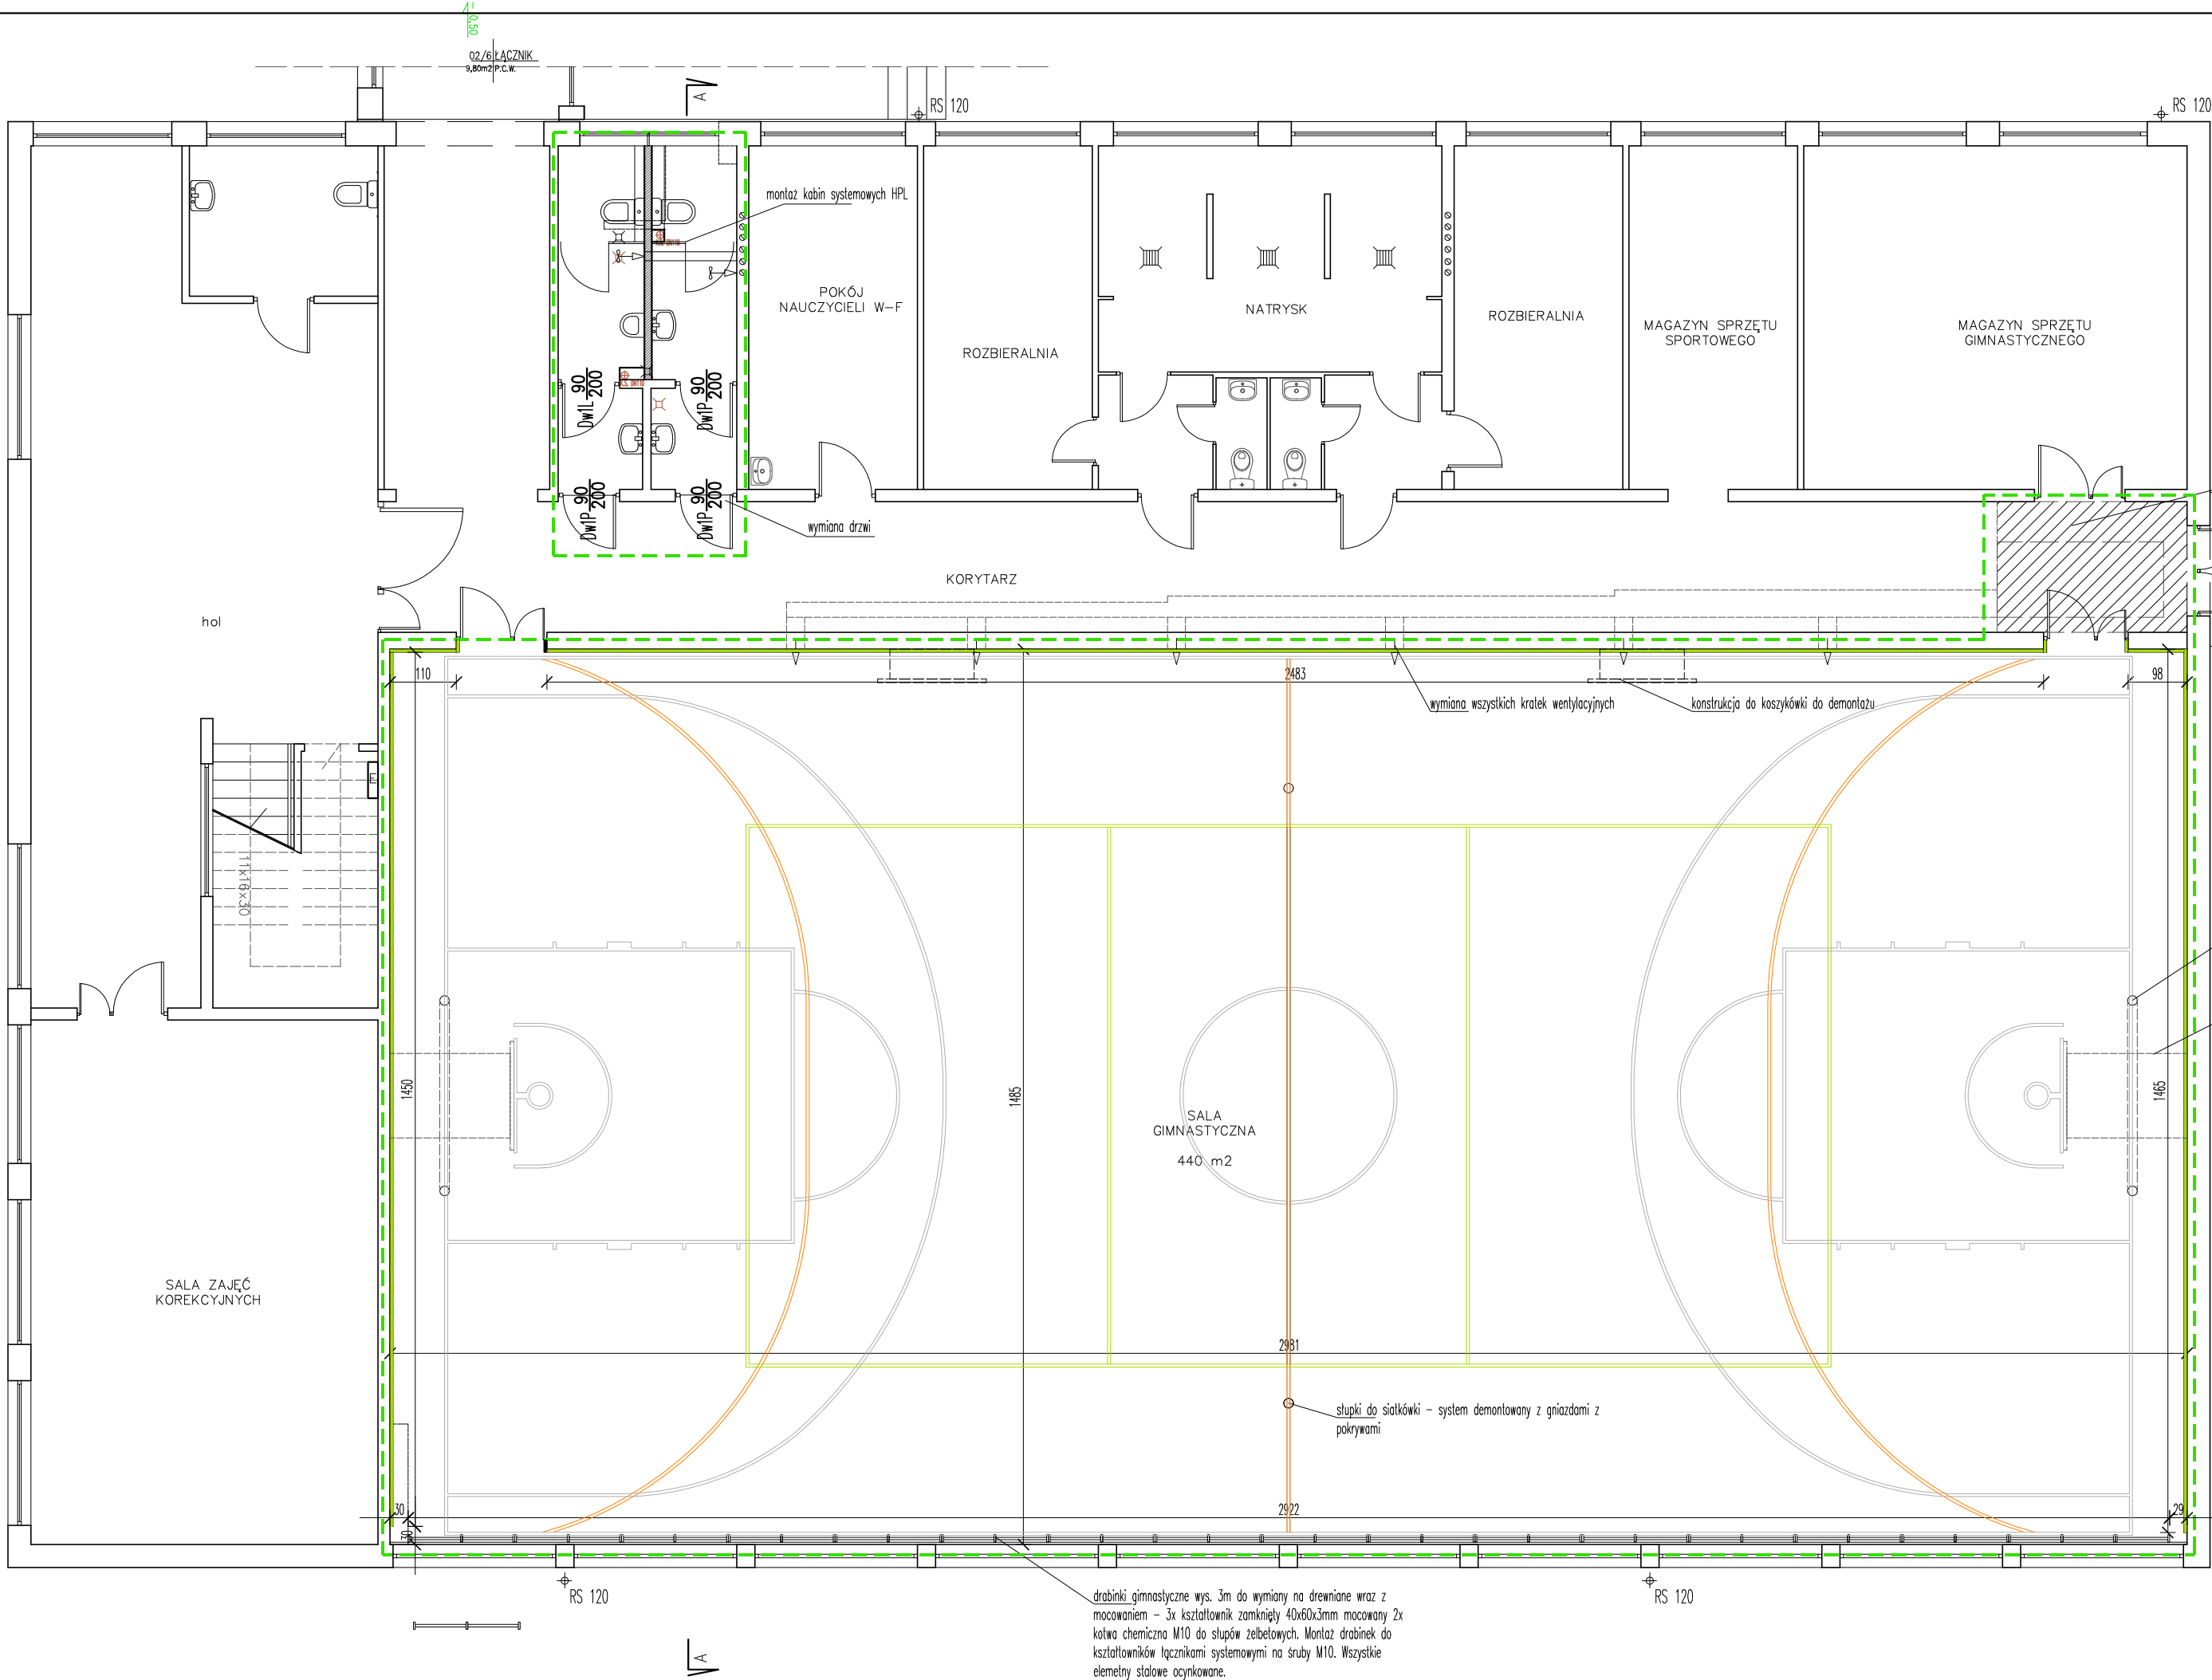 -0,50
02/6 ŁĄCZNIK
9,80m2 P.C.W.
A
RS 120
RS 120
montaż kabin systemowych HPL
POKÓJ
NAUCZYCIELI W-F
ROZBIERALNIA
NATRYSK
ROZBIERALNIA
MAGAZYN SPRZĘTU
SPORTOWEGO
MAGAZYN SPRZĘTU
GIMNASTYCZNEGO
Dw1L 90
200
Dw1P 90
200
Dw1P 90
200
Dw1P 90
200
wymiana drzwi
KORYTARZ
hol
110
2483
98
wymiana wszystkich kratek wentylacyjnych
konstrukcja do koszykówki do demontażu
11x16x30
1450
1485
1465
SALA
GIMNASTYCZNA
440 m2
SALA ZAJĘĆ
KOREKCYJNYCH
2981
słupki do siatkówki - system demontowany z gniazdami z
pokrywami
30
2922
29
30
RS 120
RS 120
drabinki gimnastyczne wys. 3m do wymiany na drewniane wraz z
mocowaniem - 3x kształtownik zamknięty 40x60x3mm mocowany 2x
kotwa chemiczna M10 do słupów żelbetowych. Montaż drabinek do
kształtowników łącznikami systemowymi na śruby M10. Wszystkie
elemetny stalowe ocynkowane.
A